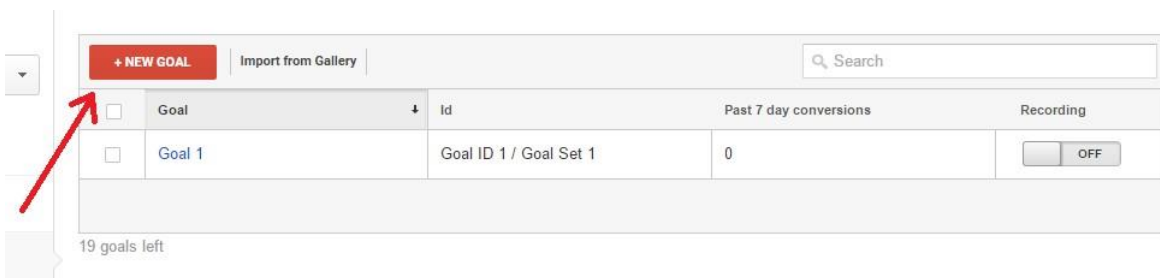 + NEW GOAL Import from Gallery Search
Goal Id Past 7 day conversions Recording
Goal 1 Goal ID 1 / Goal Set 1 0 OFF
19 goals left